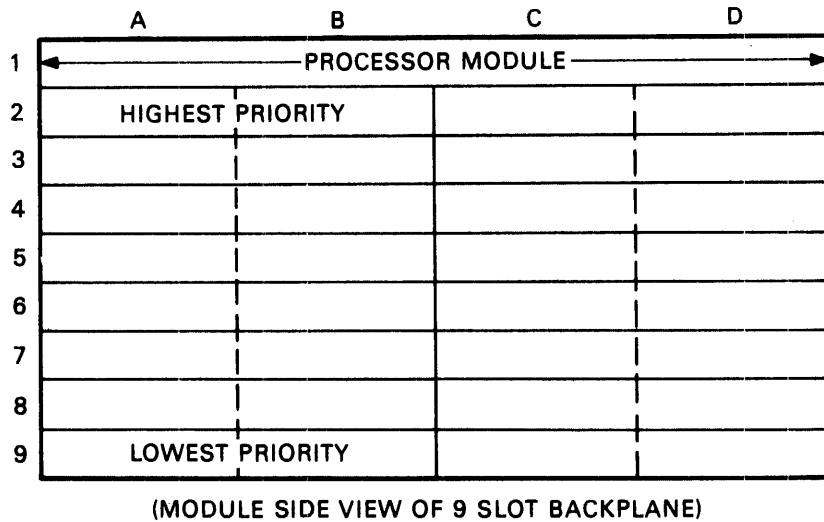 A B C D
1 PROCESSOR MODULE
2 HIGHEST PRIORITY
3
4
5
6
7
8
9 LOWEST PRIORITY
(MODULE SIDE VIEW OF 9 SLOT BACKPLANE)